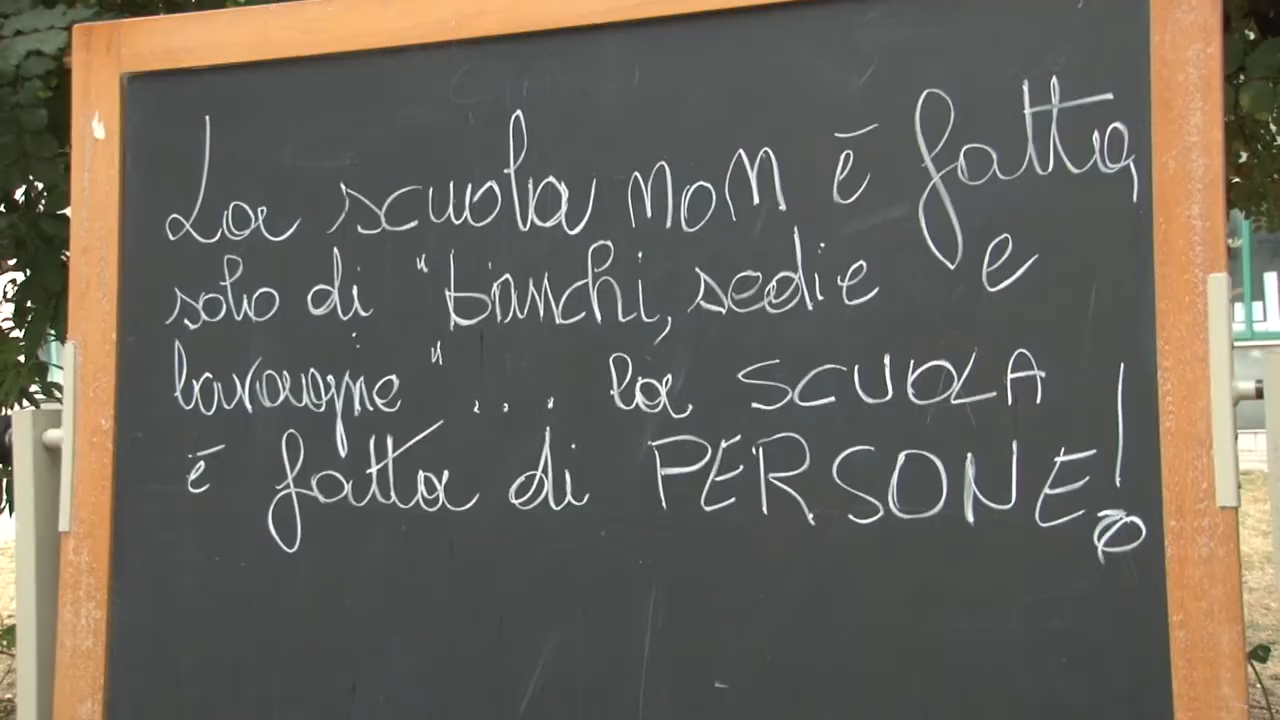 La scuola non è fatta
solo di "banchi, sedie e
lavagne" ... la SCUOLA
è fatta di PERSONE!